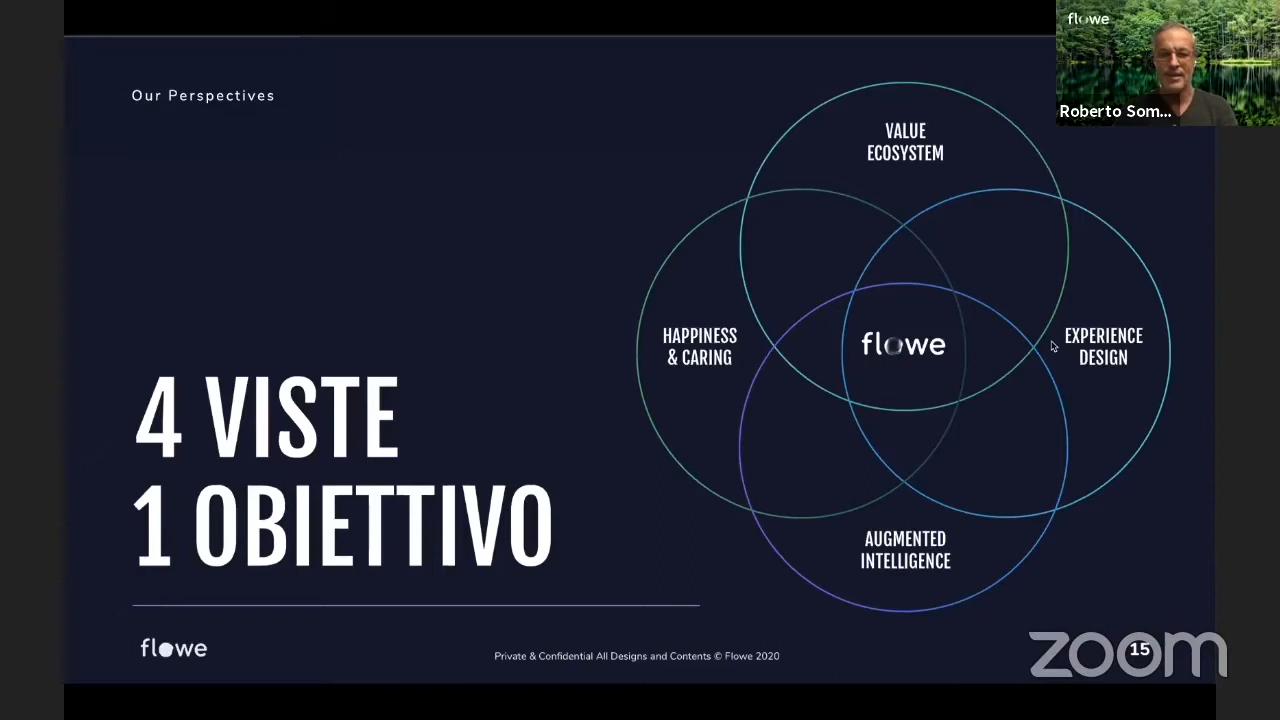 flowe
Roberto Som...
Our Perspectives
VALUE
ECOSYSTEM
HAPPINESS
& CARING
flowe
EXPERIENCE
DESIGN
4 VISTE
1 OBIETTIVO
AUGMENTED
INTELLIGENCE
flowe
Private & Confidential All Designs and Contents © Flowe 2020
15
zoom